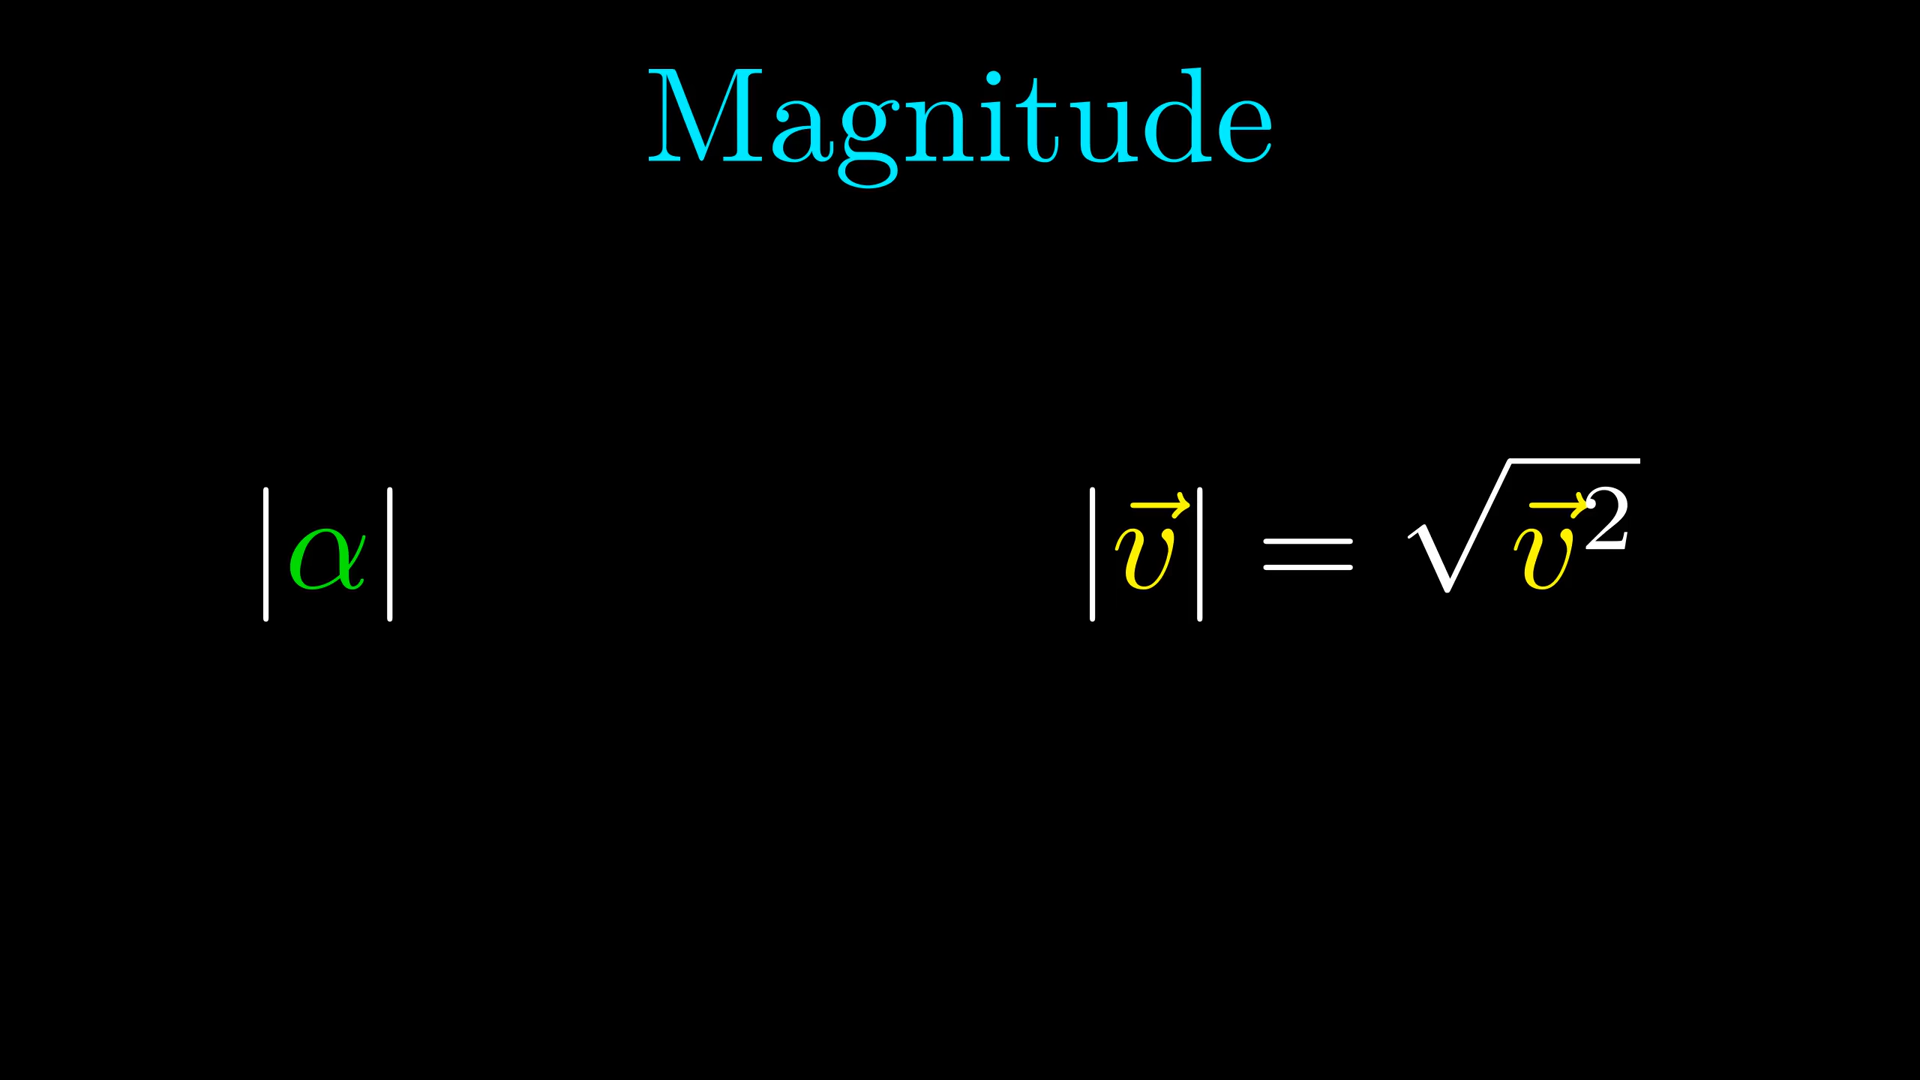 Magnitude
|α| |v⃗| = √v⃗²